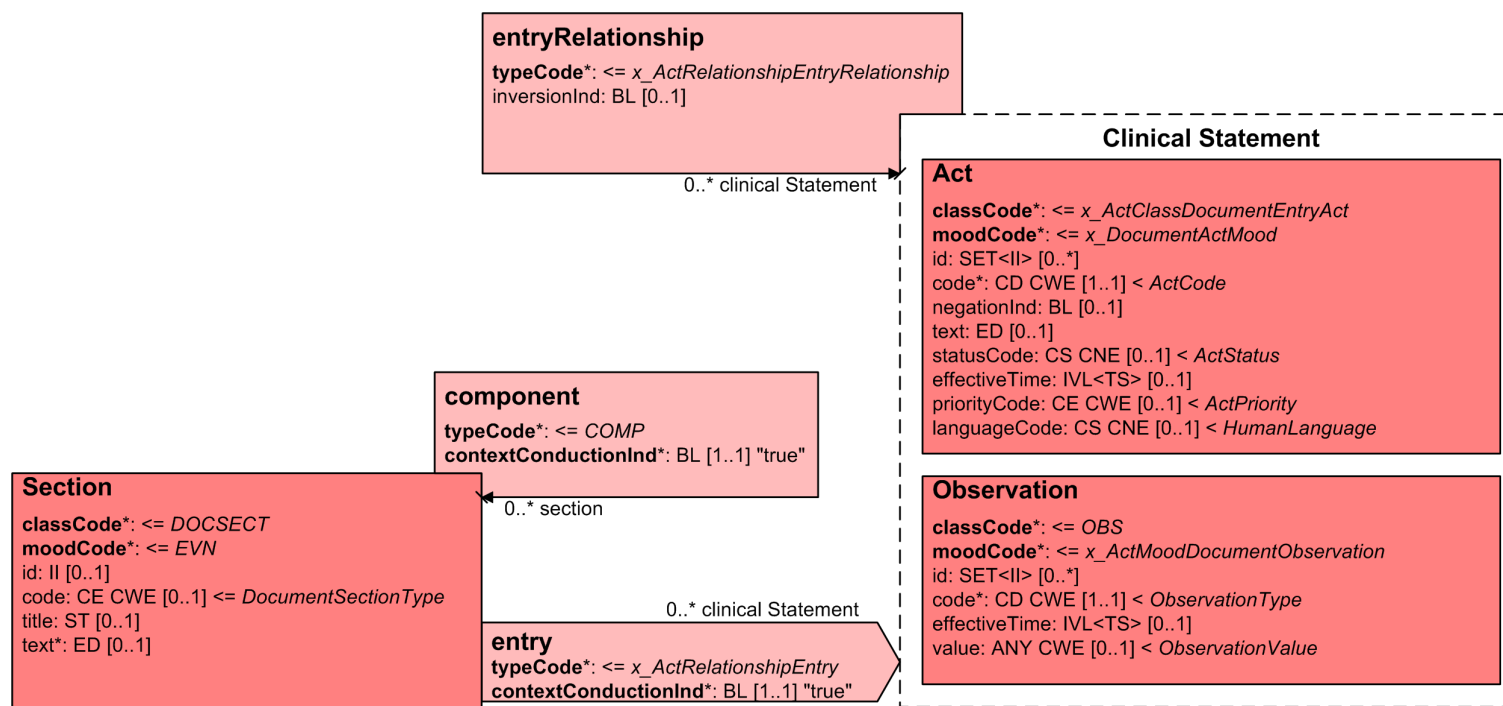 entryRelationship
typeCode*: <= x_ActRelationshipEntryRelationship
inversionInd: BL [0..1]
0..* clinical Statement
Clinical Statement
Act
classCode*: <= x_ActClassDocumentEntryAct
moodCode*: <= x_DocumentActMood
id: SET<II> [0..*]
code*: CD CWE [1..1] < ActCode
negationInd: BL [0..1]
text: ED [0..1]
statusCode: CS CNE [0..1] < ActStatus
effectiveTime: IVL<TS> [0..1]
priorityCode: CE CWE [0..1] < ActPriority
languageCode: CS CNE [0..1] < HumanLanguage
component
typeCode*: <= COMP
contextConductionInd*: BL [1..1] "true"
0..* section
Section
classCode*: <= DOCSECT
moodCode*: <= EVN
id: II [0..1]
code: CE CWE [0..1] <= DocumentSectionType
title: ST [0..1]
text*: ED [0..1]
0..* clinical Statement
entry
typeCode*: <= x_ActRelationshipEntry
contextConductionInd*: BL [1..1] "true"
Observation
classCode*: <= OBS
moodCode*: <= x_ActMoodDocumentObservation
id: SET<II> [0..*]
code*: CD CWE [1..1] < ObservationType
effectiveTime: IVL<TS> [0..1]
value: ANY CWE [0..1] < ObservationValue